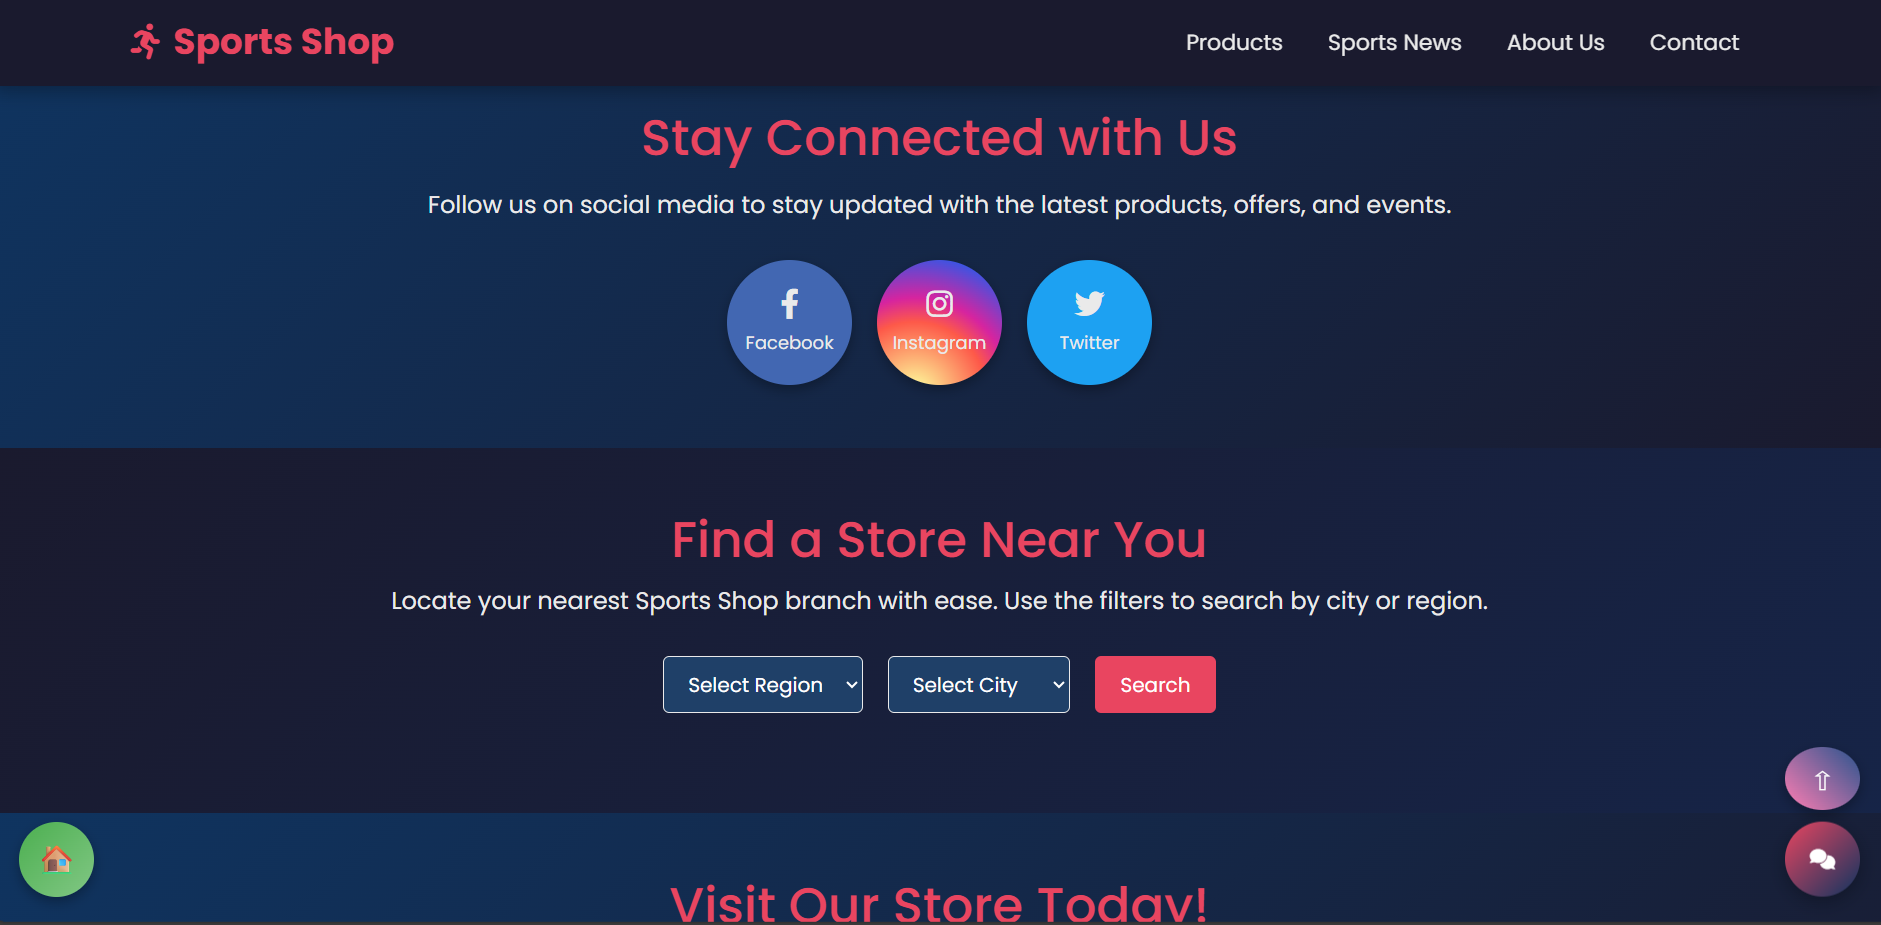 Sports Shop
Products
Sports News
About Us
Contact
Stay Connected with Us
Follow us on social media to stay updated with the latest products, offers, and events.
Facebook
Instagram
Twitter
Find a Store Near You
Locate your nearest Sports Shop branch with ease. Use the filters to search by city or region.
Select Region
Select City
Search
Visit Our Store Today!